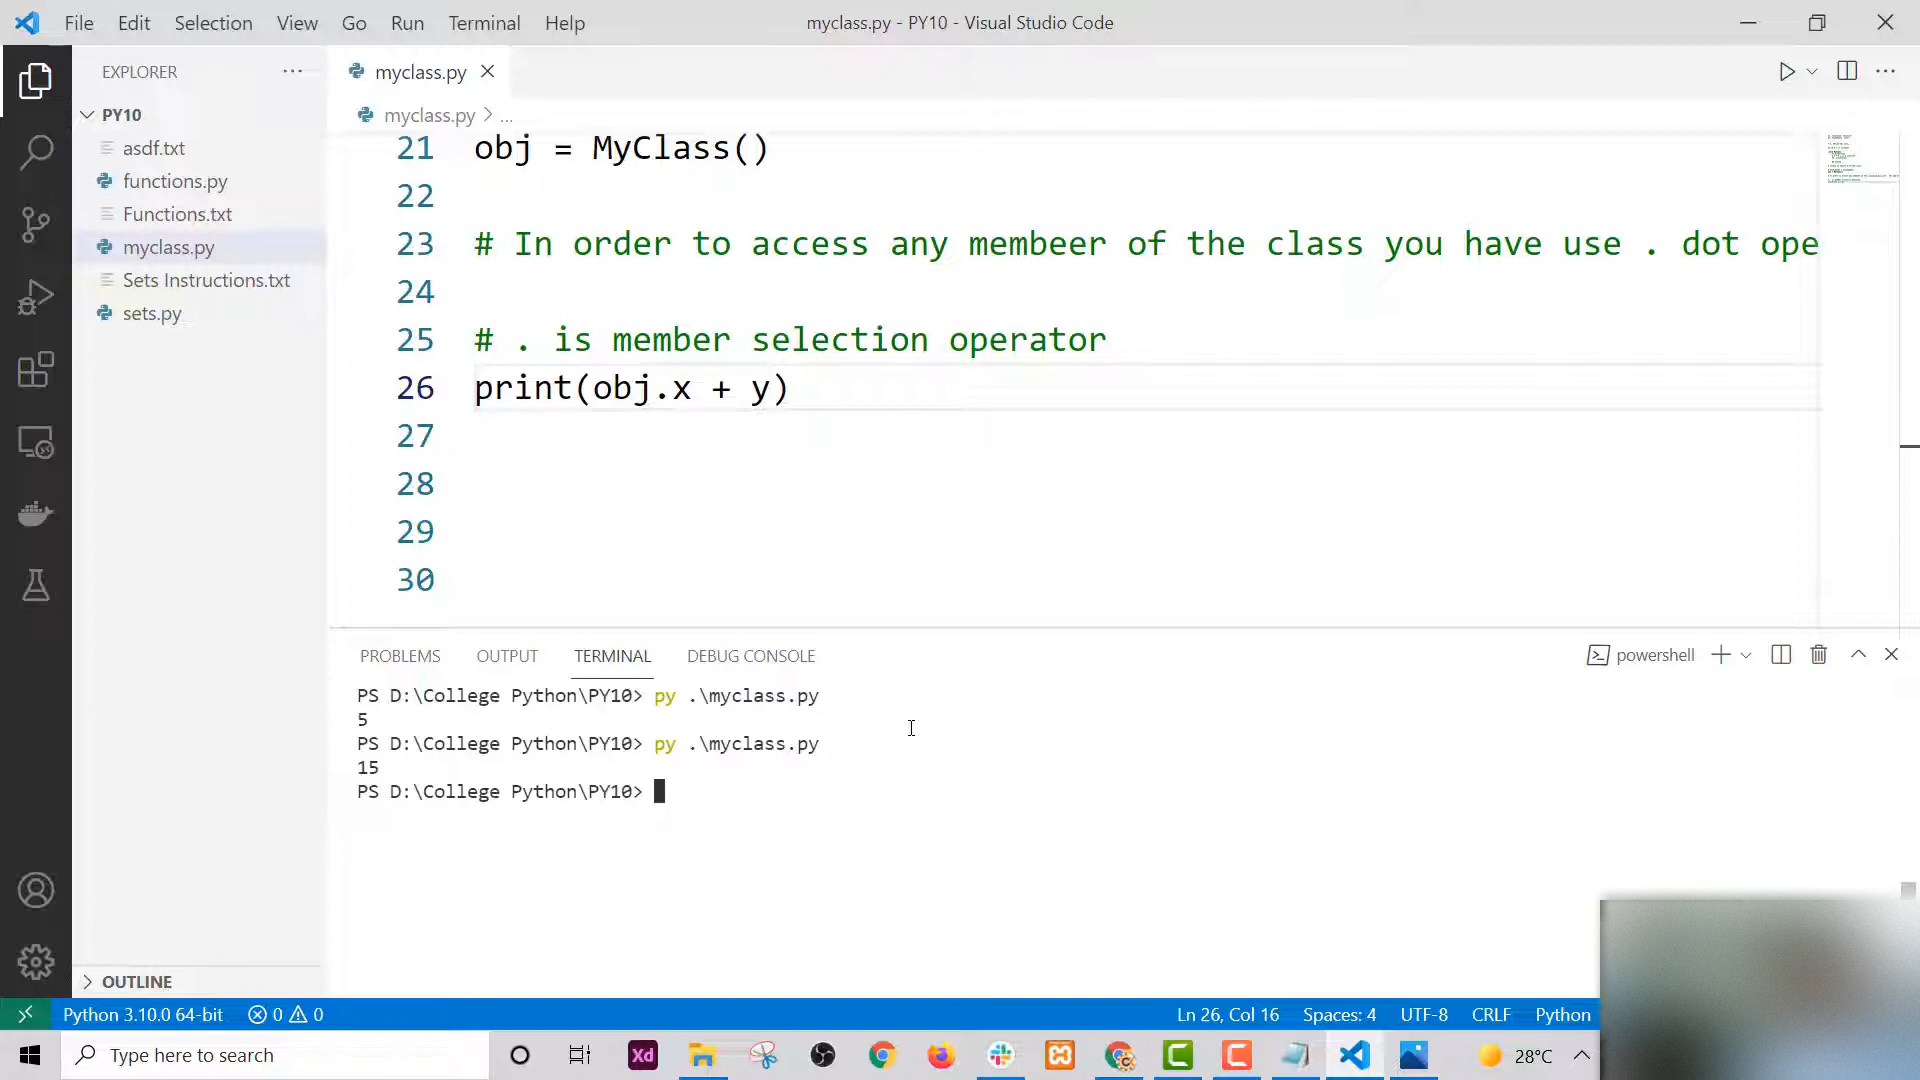 File Edit Selection View Go Run Terminal Help
myclass.py - PY10 - Visual Studio Code
EXPLORER
PY10
asdf.txt
functions.py
Functions.txt
myclass.py
Sets Instructions.txt
sets.py
OUTLINE
myclass.py
myclass.py > ...
21 obj = MyClass()
22
23 # In order to access any membeer of the class you have use . dot ope
24
25 # . is member selection operator
26 print(obj.x + y)
27
28
29
30
PROBLEMS OUTPUT TERMINAL DEBUG CONSOLE
powershell
PS D:\College Python\PY10> py .\myclass.py
5
PS D:\College Python\PY10> py .\myclass.py
15
PS D:\College Python\PY10>
Python 3.10.0 64-bit 0 0 Ln 26, Col 16 Spaces: 4 UTF-8 CRLF Python
Type here to search
Xd
28°C